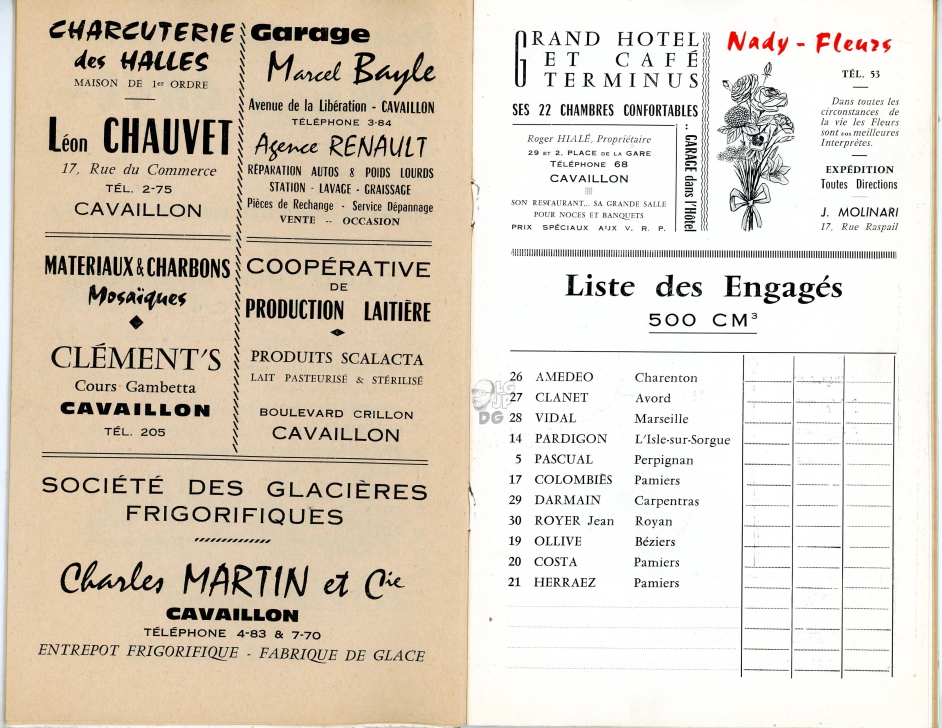 CHARCUTERIE
des HALLES
MAISON DE 1er ORDRE
Léon CHAUVET
17, Rue du Commerce
TÉL. 2-75
CAVAILLON
Garage
Marcel Bayle
Avenue de la Libération - CAVAILLON
TÉLÉPHONE 3-84
Agence RENAULT
RÉPARATION AUTOS & POIDS LOURDS
STATION - LAVAGE - GRAISSAGE
Pièces de Rechange - Service Dépannage
VENTE -- OCCASION
MATERIAUX & CHARBONS
Mosaïques
CLÉMENT'S
Cours Gambetta
CAVAILLON
TÉL. 205
COOPÉRATIVE
DE
PRODUCTION LAITIÈRE
PRODUITS SCALACTA
LAIT PASTEURISÉ & STÉRILISÉ
BOULEVARD CRILLON
CAVAILLON
SOCIÉTÉ DES GLACIÈRES
FRIGORIFIQUES
Charles MARTIN et Cie
CAVAILLON
TÉLÉPHONE 4-83 & 7-70
ENTREPOT FRIGORIFIQUE - FABRIQUE DE GLACE
GRAND HOTEL
ET CAFÉ
TERMINUS
SES 22 CHAMBRES CONFORTABLES
Roger HIALÉ, Propriétaire
29 ET 2, PLACE DE LA GARE
TÉLÉPHONE 68
CAVAILLON
SON RESTAURANT... SA GRANDE SALLE
POUR NOCES ET BANQUETS
PRIX SPÉCIAUX AUX V. R. P.
:: GARAGE dans l'Hôtel
Nady - Fleurs
TÉL. 53
Dans toutes les
circonstances de
la vie les Fleurs
sont vos meilleures
Interprètes.
EXPÉDITION
Toutes Directions
J. MOLINARI
17, Rue Raspail
Liste des Engagés
500 CM³
26 AMEDEO Charenton
27 CLANET Avord
28 VIDAL Marseille
14 PARDIGON L'Isle-sur-Sorgue
5 PASCUAL Perpignan
17 COLOMBIÈS Pamiers
29 DARMAIN Carpentras
30 ROYER Jean Royan
19 OLLIVE Béziers
20 COSTA Pamiers
21 HERRAEZ Pamiers
LG
JP
DG